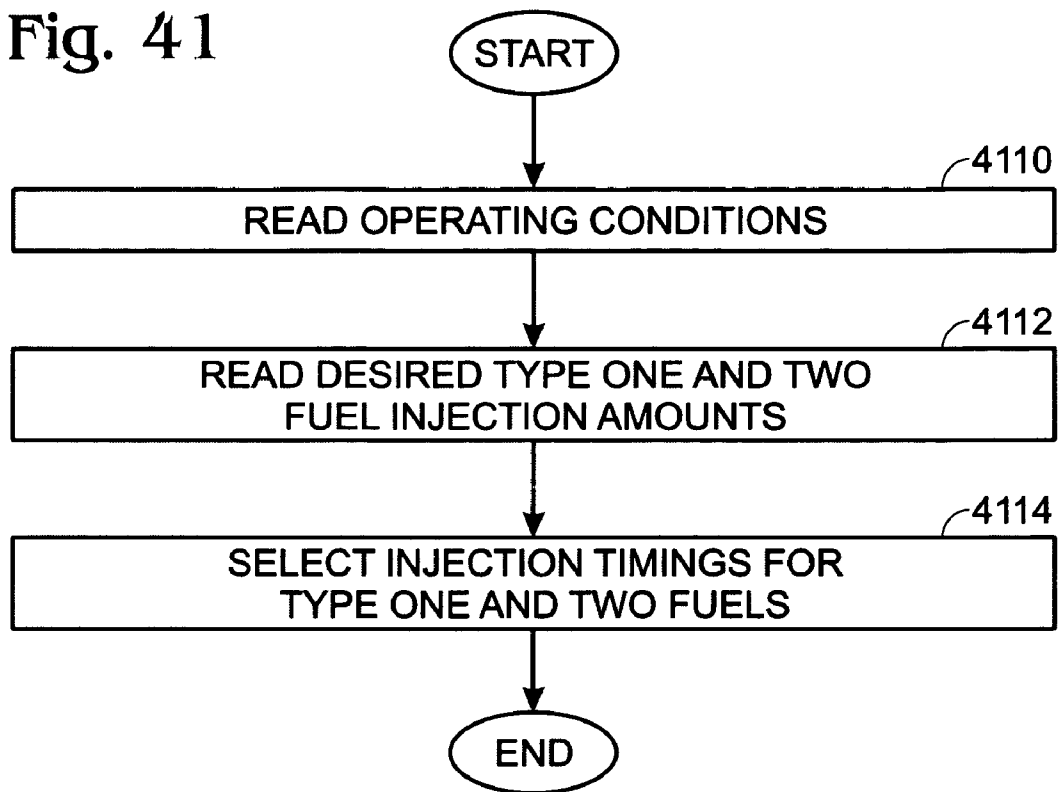 Fig. 41
START
4110
READ OPERATING CONDITIONS
4112
READ DESIRED TYPE ONE AND TWO
FUEL INJECTION AMOUNTS
4114
SELECT INJECTION TIMINGS FOR
TYPE ONE AND TWO FUELS
END